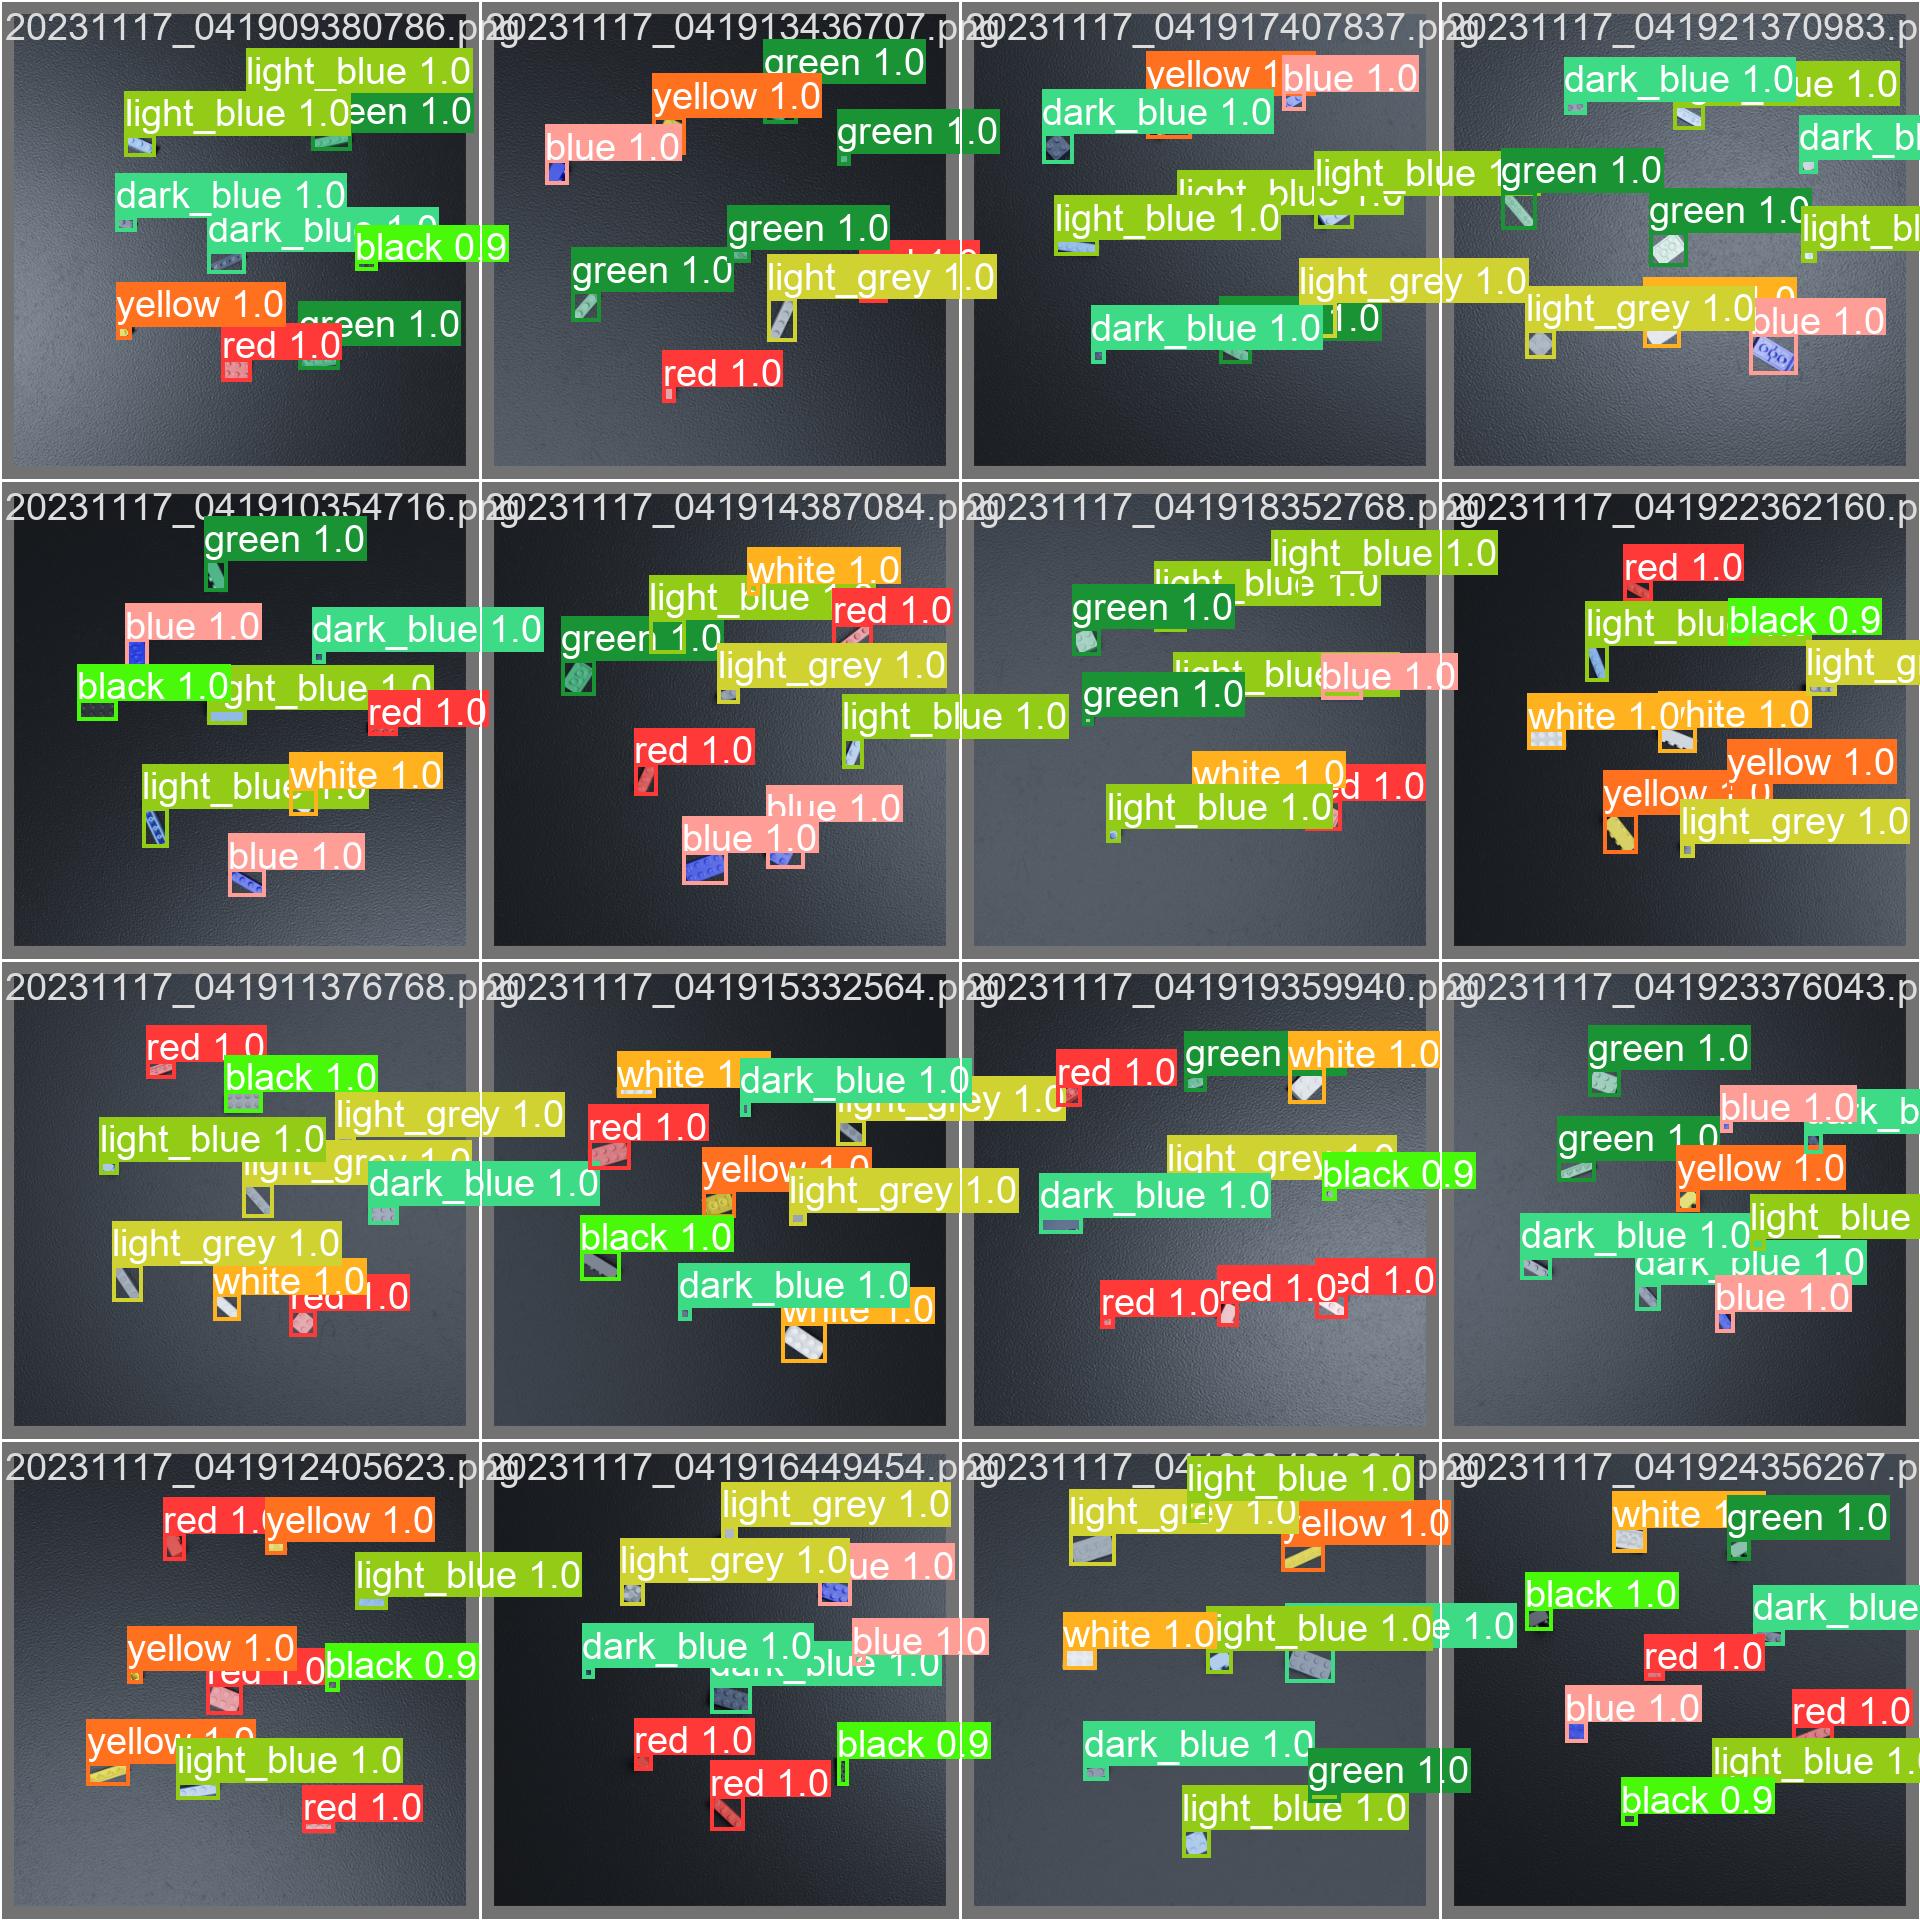 20231117_041909380786.png
light_blue 1.0
light_blue 1.0
green 1.0
dark_blue 1.0
dark_blue 1.0
black 0.9
yellow 1.0
green 1.0
red 1.0
20231117_041913436707.png
green 1.0
yellow 1.0
green 1.0
blue 1.0
green 1.0
green 1.0
light_grey 1.0
red 1.0
20231117_041917407837.png
yellow 1
blue 1.0
dark_blue 1.0
light_blue 1
light_blu 1.0
light_blue 1.0
light_grey 1.0
dark_blue 1.0
1.0
20231117_041921370983.p
dark_blue 1.0
ue 1.0
dark_bl
green 1.0
green 1.0
light_bl
light_grey 1.0
blue 1.0
20231117_041910354716.png
green 1.0
blue 1.0
dark_blue 1.0
black 1.0
ght_blue 1.0
red 1.0
light_blue 1.0
white 1.0
blue 1.0
20231117_041914387084.png
white 1.0
light_blue
red 1.0
green 1.0
light_grey 1.0
light_blue 1.0
red 1.0
blue 1.0
blue 1.0
20231117_041918352768.png
light_blue 1.0
light_blue 1.0
green 1.0
light_blue
blue 1.0
green 1.0
white 1.0
red 1.0
light_blue 1.0
20231117_041922362160.p
red 1.0
light_blu
black 0.9
light_g
white 1.0
hite 1.0
yellow 1.0
yellow 1.0
light_grey 1.0
20231117_041911376768.png
red 1.0
black 1.0
light_grey 1.0
light_blue 1.0
light_grey 1.0
dark_blue 1.0
light_grey 1.0
white 1.0
red 1.0
20231117_041915332564.png
white 1
dark_blue 1.0
light_grey 1.0
red 1.0
yellow 1.0
light_grey 1.0
black 1.0
dark_blue 1.0
white 1.0
20231117_041919359940.png
red 1.0
green
white 1.0
light_grey 1.0
black 0.9
dark_blue 1.0
red 1.0
red 1.0
ed 1.0
20231117_041923376043.p
green 1.0
blue 1.0
dark_b
green 1.0
yellow 1.0
light_blue
dark_blue 1.0
dark_blue 1.0
blue 1.0
20231117_041912405623.png
red 1.0
yellow 1.0
light_blue 1.0
yellow 1.0
red 1.0
black 0.9
yellow 1.0
light_blue 1.0
red 1.0
20231117_041916449454.png
light_grey 1.0
light_grey 1.0
ue 1.0
dark_blue 1.0
blue 1.0
dark_blue 1.0
red 1.0
black 0.9
red 1.0
light_blue 1.0
light_grey 1.0
yellow 1.0
white 1.0
light_blue 1.0
e 1.0
dark_blue 1.0
green 1.0
light_blue 1.0
20231117_041924356267.p
white 1
green 1.0
black 1.0
dark_blue
red 1.0
blue 1.0
red 1.0
light_blue 1.
black 0.9